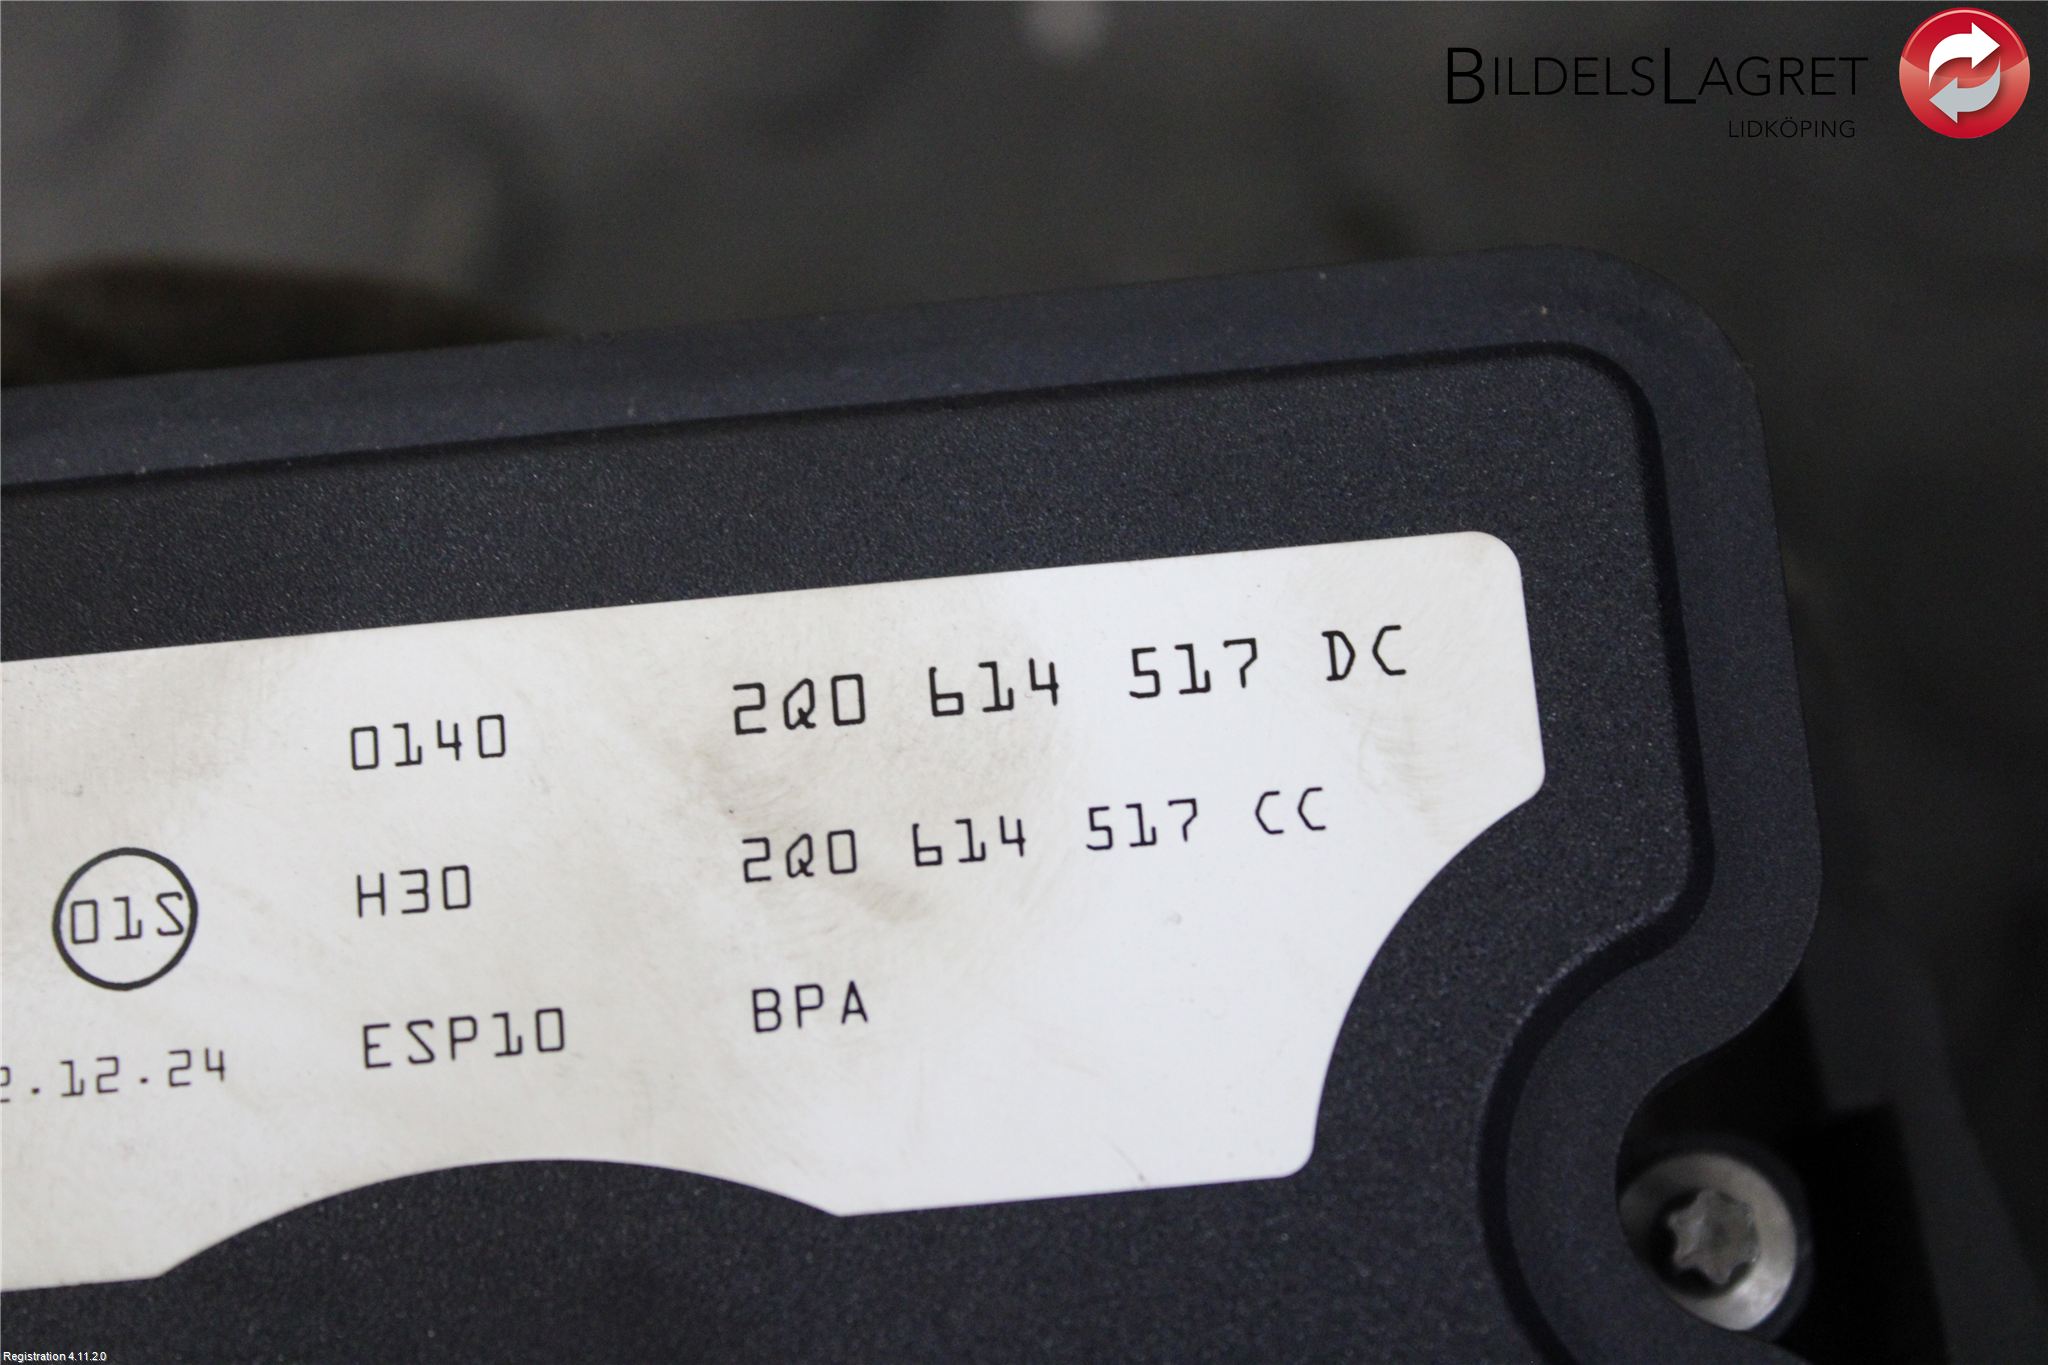 BILDELSLAGRET
LIDKÖPING
0140 2Q0 614 517 DC
01S H30 2Q0 614 517 CC
2.12.24 ESP10 BPA
Registration 4.11.2.0